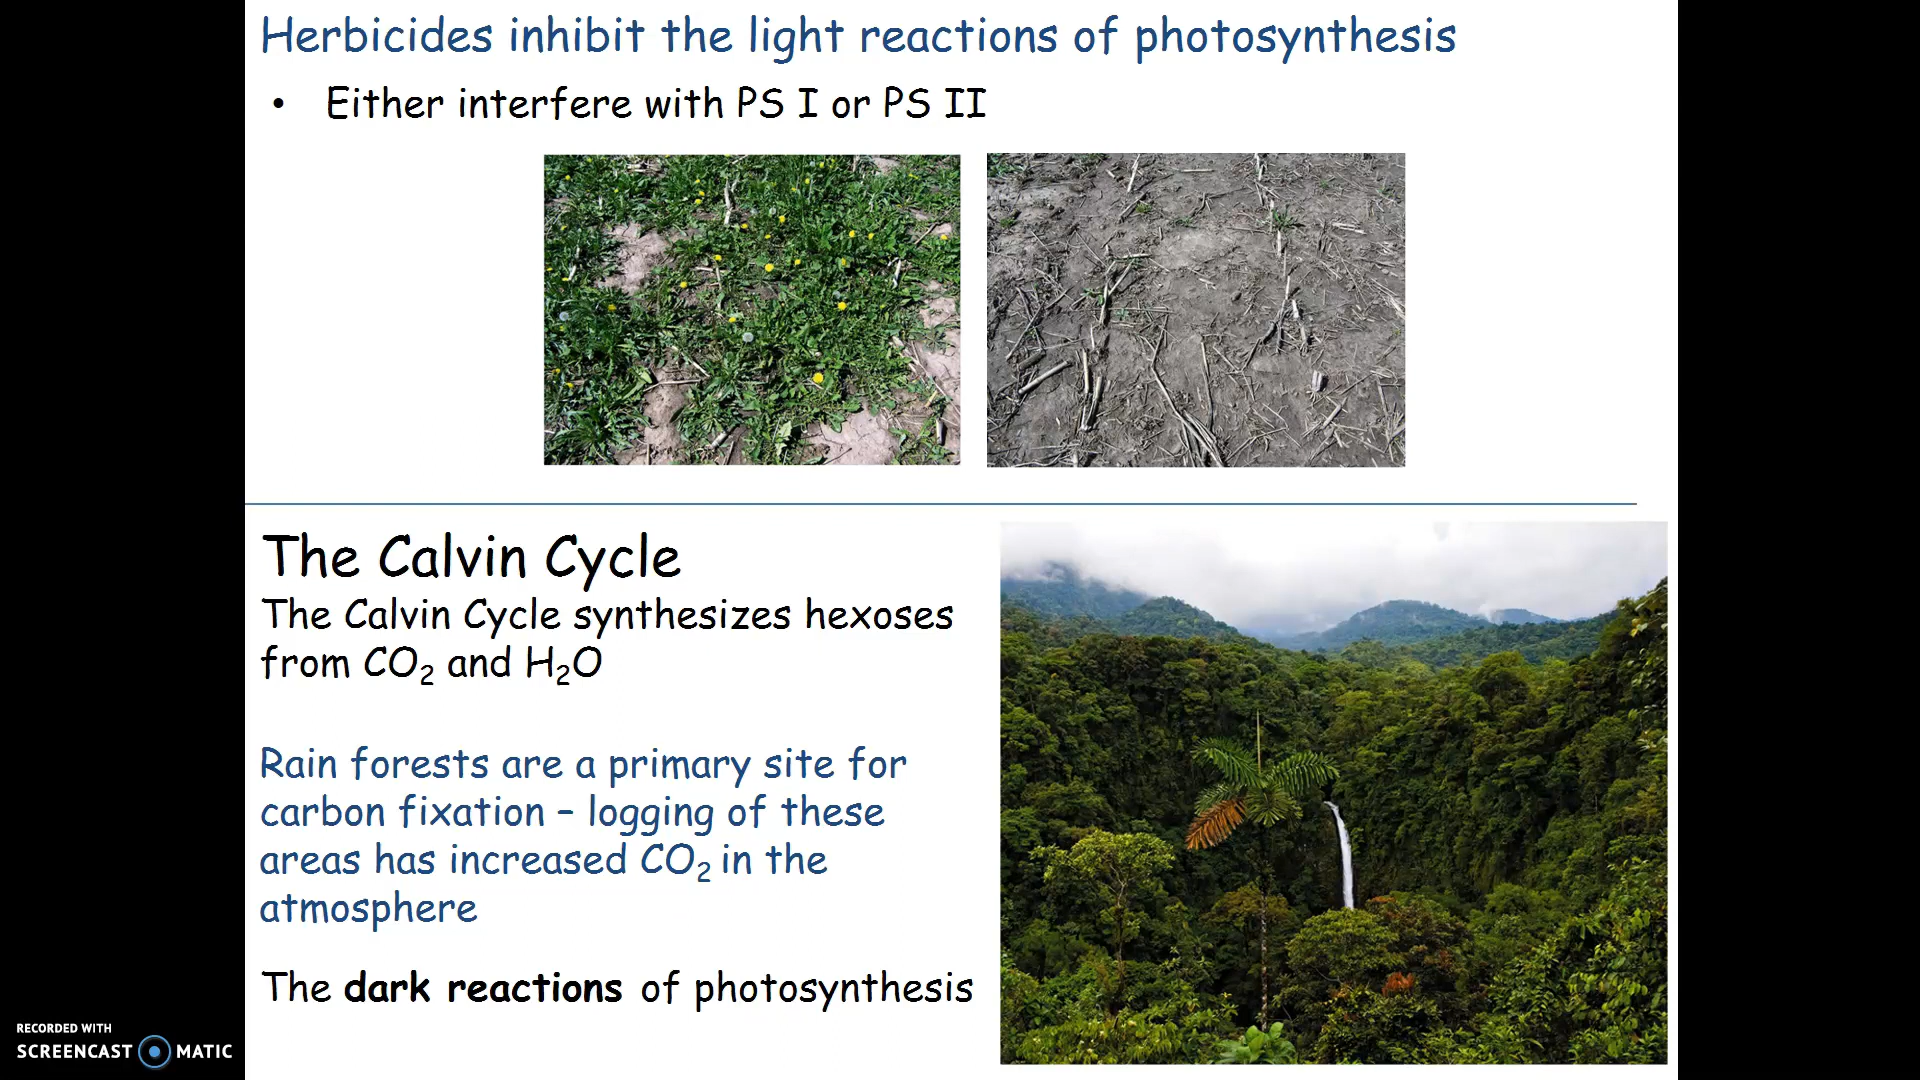 Herbicides inhibit the light reactions of photosynthesis
• Either interfere with PS I or PS II
The Calvin Cycle
The Calvin Cycle synthesizes hexoses
from CO₂ and H₂O
Rain forests are a primary site for
carbon fixation – logging of these
areas has increased CO₂ in the
atmosphere
The dark reactions of photosynthesis
RECORDED WITH
SCREENCAST MATIC